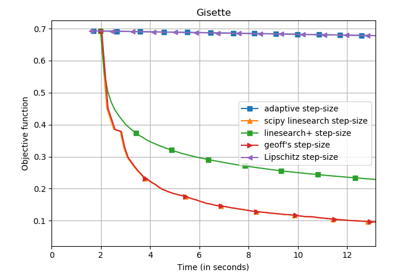 Gisette
0.7
0.6
0.5
0.4
0.3
0.2
0.1
Objective function
adaptive step-size
scipy linesearch step-size
linesearch+ step-size
geoff's step-size
Lipschitz step-size
0
2
4
6
8
10
12
Time (in seconds)